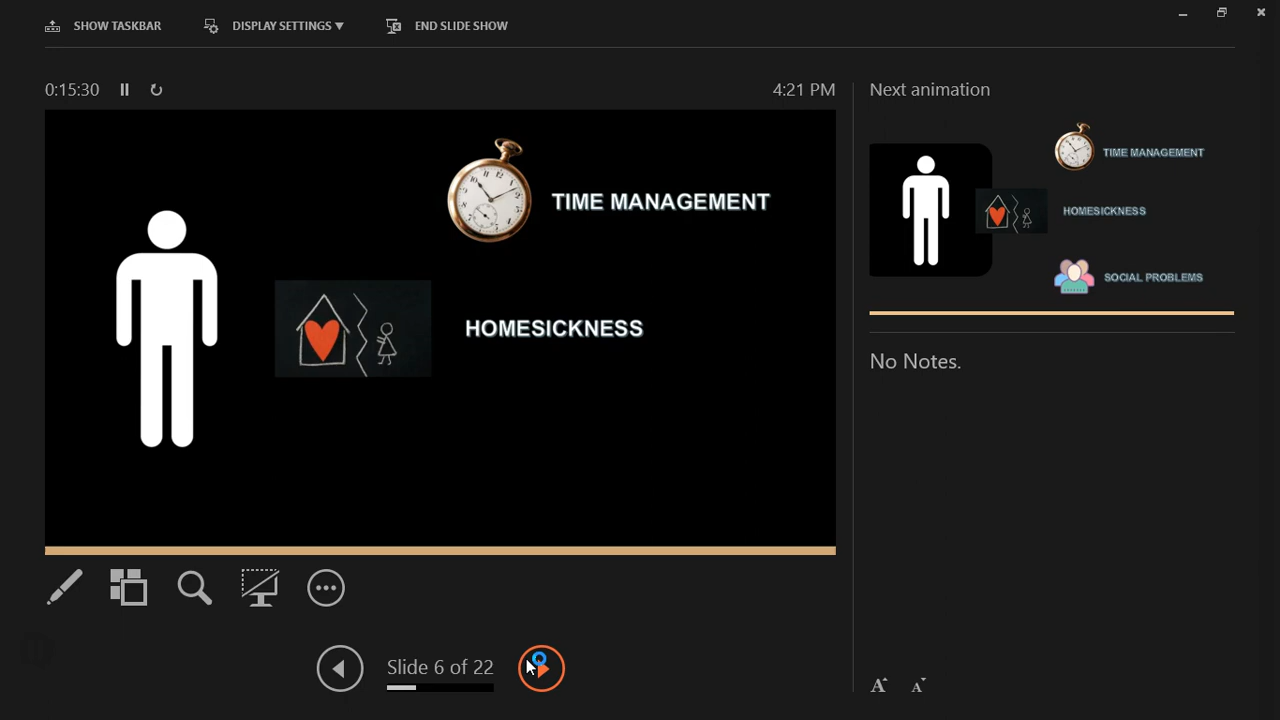 SHOW TASKBAR
DISPLAY SETTINGS ▼
END SLIDE SHOW
0:15:30
4:21 PM
TIME MANAGEMENT
HOMESICKNESS
Next animation
TIME MANAGEMENT
HOMESICKNESS
SOCIAL PROBLEMS
No Notes.
Slide 6 of 22
A A